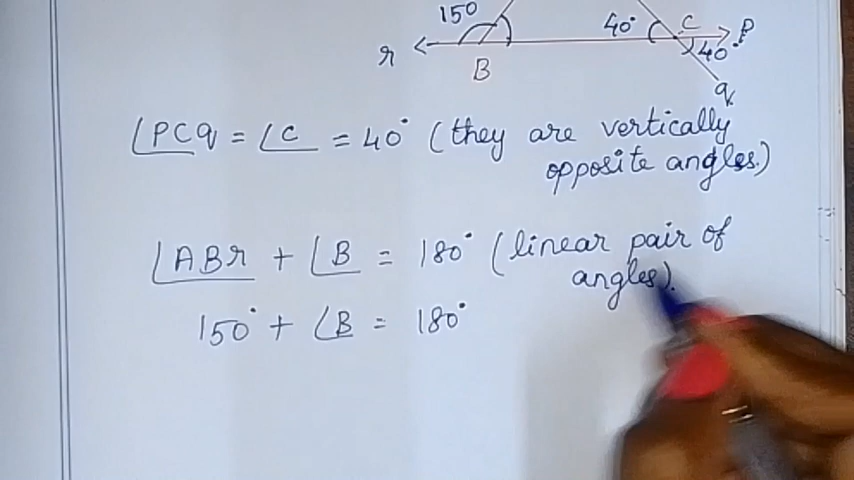 150
40°
C
P
r
B
40°
q
∠PCq = ∠C = 40° (they are vertically
opposite angles.)
∠ABr + ∠B = 180° (linear pair of
angles).
150° + ∠B = 180°